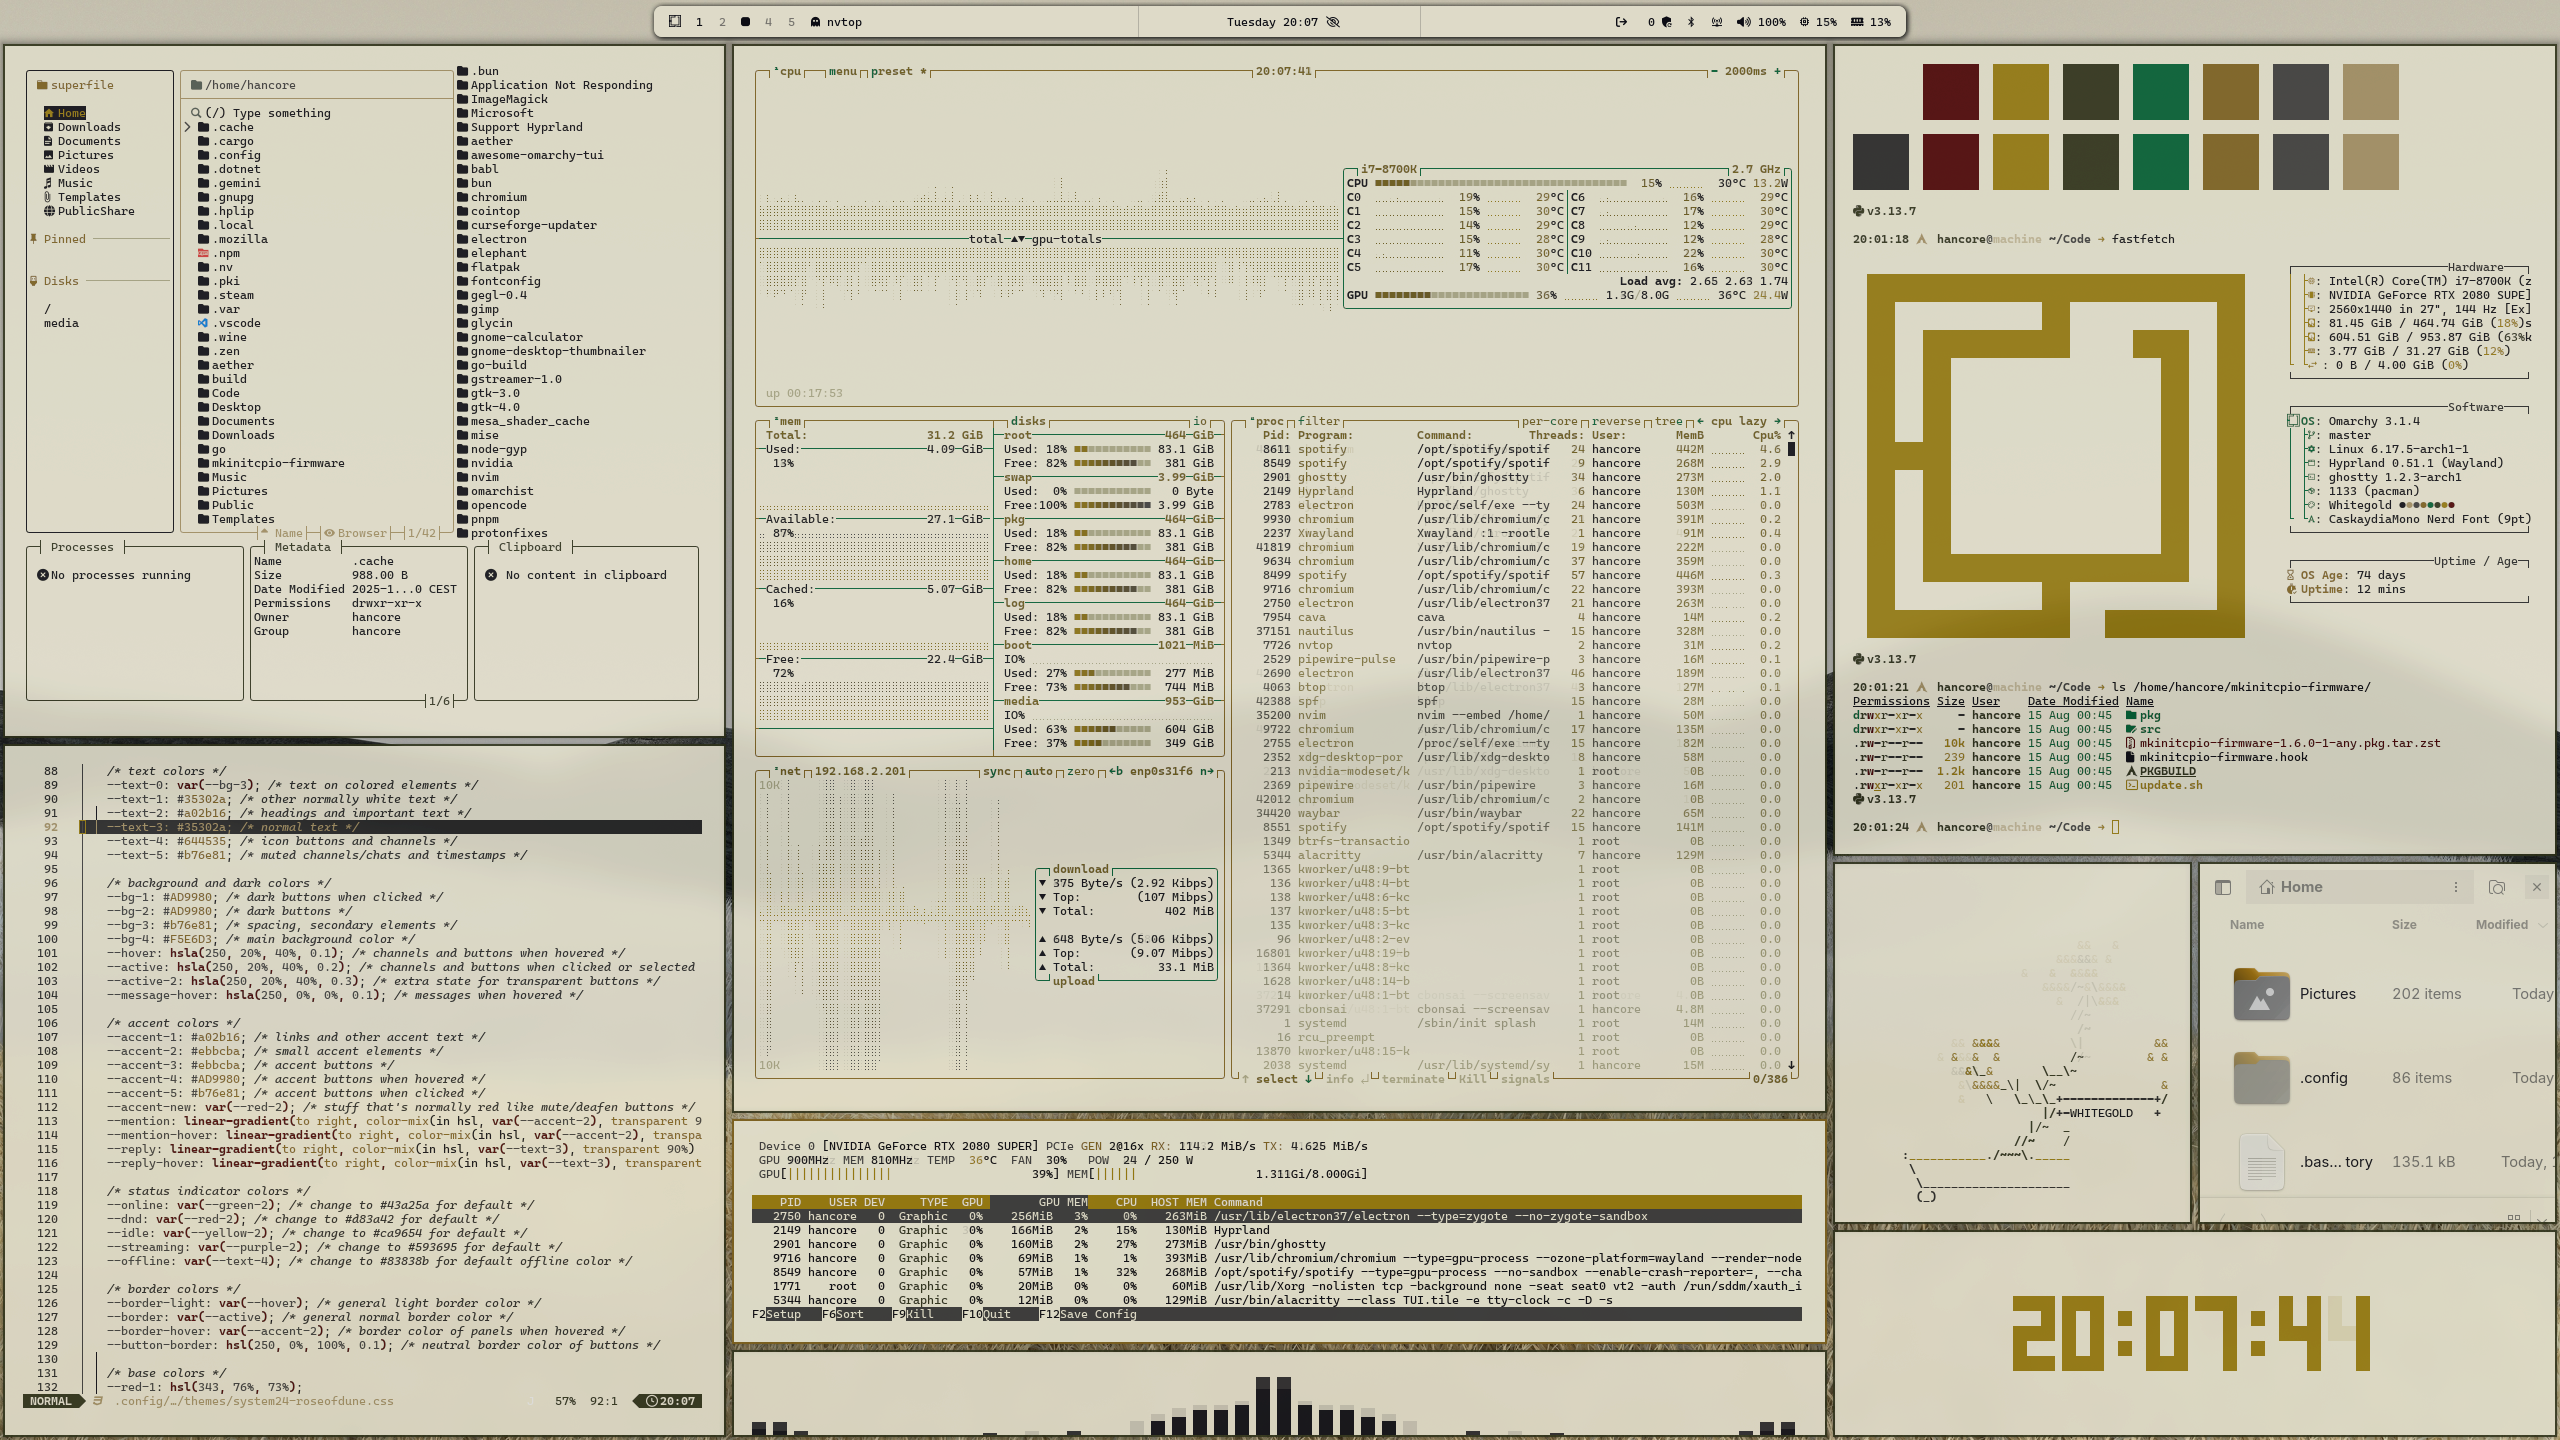 1 2 4 5 nvtop
Tuesday 20:07
0 100% 15% 13%
superfile
Home
Downloads
Documents
Pictures
Videos
Music
Templates
PublicShare
Pinned
Disks
/
media
/home/hancore
(/) Type something
.cache
.cargo
.config
.dotnet
.gemini
.gnupg
.hplip
.local
.mozilla
.npm
.nv
.pki
.steam
.var
.vscode
.wine
.zen
aether
build
Code
Desktop
Documents
Downloads
go
mkinitcpio-firmware
Music
Pictures
Public
Templates
Name Browser 1/42
.bun
Application Not Responding
ImageMagick
Microsoft
Support Hyprland
aether
awesome-omarchy-tui
babl
bun
chromium
cointop
curseforge-updater
electron
elephant
flatpak
fontconfig
gegl-0.4
gimp
glycin
gnome-calculator
gnome-desktop-thumbnailer
go-build
gstreamer-1.0
gtk-3.0
gtk-4.0
mesa_shader_cache
mise
node-gyp
nvidia
nvim
omarchist
opencode
pnpm
protonfixes
Processes
No processes running
Metadata
Name .cache
Size 988.00 B
Date Modified 2025-1...0 CEST
Permissions drwxr-xr-x
Owner hancore
Group hancore
1/6
Clipboard
No content in clipboard
88 /* text colors */
89 --text-0: var(--bg-3); /* text on colored elements */
90 --text-1: #35302a; /* other normally white text */
91 --text-2: #a02b16; /* headings and important text */
92 --text-3: #35302a; /* normal text */
93 --text-4: #644535; /* icon buttons and channels */
94 --text-5: #b76e81; /* muted channels/chats and timestamps */
95
96 /* background and dark colors */
97 --bg-1: #AD9980; /* dark buttons when clicked */
98 --bg-2: #AD9980; /* dark buttons */
99 --bg-3: #b76e81; /* spacing, secondary elements */
100 --bg-4: #F5E6D3; /* main background color */
101 --hover: hsla(250, 20%, 40%, 0.1); /* channels and buttons when hovered */
102 --active: hsla(250, 20%, 40%, 0.2); /* channels and buttons when clicked or selected
103 --active-2: hsla(250, 20%, 40%, 0.3); /* extra state for transparent buttons */
104 --message-hover: hsla(250, 0%, 0%, 0.1); /* messages when hovered */
105
106 /* accent colors */
107 --accent-1: #a02b16; /* links and other accent text */
108 --accent-2: #ebbcba; /* small accent elements */
109 --accent-3: #ebbcba; /* accent buttons */
110 --accent-4: #AD9980; /* accent buttons when hovered */
111 --accent-5: #b76e81; /* accent buttons when clicked */
112 --accent-new: var(--red-2); /* stuff that's normally red like mute/deafen buttons */
113 --mention: linear-gradient(to right, color-mix(in hsl, var(--accent-2), transparent 9
114 --mention-hover: linear-gradient(to right, color-mix(in hsl, var(--accent-2), transpa
115 --reply: linear-gradient(to right, color-mix(in hsl, var(--text-3), transparent 90%)
116 --reply-hover: linear-gradient(to right, color-mix(in hsl, var(--text-3), transparent
117
118 /* status indicator colors */
119 --online: var(--green-2); /* change to #43a25a for default */
120 --dnd: var(--red-2); /* change to #d83a42 for default */
121 --idle: var(--yellow-2); /* change to #ca9654 for default */
122 --streaming: var(--purple-2); /* change to #593695 for default */
123 --offline: var(--text-4); /* change to #83838b for default offline color */
124
125 /* border colors */
126 --border-light: var(--hover); /* general light border color */
127 --border: var(--active); /* general normal border color */
128 --border-hover: var(--accent-2); /* border color of panels when hovered */
129 --button-border: hsl(250, 0%, 100%, 0.1); /* neutral border color of buttons */
130
131 /* base colors */
132 --red-1: hsl(343, 76%, 73%);
NORMAL .config/…/themes/system24-roseofdune.css 57% 92:1 20:07
¹cpu menu preset * 20:07:41 - 2000ms +
i7-8700K 2.7 GHz
CPU 15% 30°C 13.2W
C0 19% 29°C C6 16% 29°C
C1 15% 30°C C7 17% 30°C
C2 14% 29°C C8 12% 29°C
C3 15% 28°C C9 12% 28°C
C4 11% 30°C C10 22% 30°C
C5 17% 30°C C11 16% 30°C
Load avg: 2.65 2.63 1.74
GPU 36% 1.3G/8.0G 36°C 24.4W
total ▲▼ gpu-totals
up 00:17:53
²mem
Total: 31.2 GiB
Used: 4.09 GiB
13%
Available: 27.1 GiB
87%
Cached: 5.07 GiB
16%
Free: 22.4 GiB
72%
disks io
root 464 GiB
Used: 18% 83.1 GiB
Free: 82% 381 GiB
swap 3.99 GiB
Used: 0% 0 Byte
Free:100% 3.99 GiB
pkg 464 GiB
Used: 18% 83.1 GiB
Free: 82% 381 GiB
home 464 GiB
Used: 18% 83.1 GiB
Free: 82% 381 GiB
log 464 GiB
Used: 18% 83.1 GiB
Free: 82% 381 GiB
boot 1021 MiB
IO%
Used: 27% 277 MiB
Free: 73% 744 MiB
media 953 GiB
IO%
Used: 63% 604 GiB
Free: 37% 349 GiB
³net 192.168.2.201 sync auto zero ←b enp0s31f6 n→
10K
download
▼ 375 Byte/s (2.92 Kibps)
▼ Top: (107 Mibps)
▼ Total: 402 MiB
▲ 648 Byte/s (5.06 Kibps)
▲ Top: (9.07 Mibps)
▲ Total: 33.1 MiB
upload
10K
⁴proc filter per-core reverse tree ← cpu lazy →
Pid: Program: Command: Threads: User: MemB Cpu% ↑
8611 spotify /opt/spotify/spotif 24 hancore 442M 4.6
8549 spotify /opt/spotify/spotif 9 hancore 268M 2.9
2901 ghostty /usr/bin/ghostty 34 hancore 273M 2.0
2149 Hyprland Hyprland 6 hancore 130M 1.1
2783 electron /proc/self/exe --ty 24 hancore 503M 0.0
9930 chromium /usr/lib/chromium/c 21 hancore 391M 0.2
2237 Xwayland Xwayland :1 -rootle 1 hancore 91M 0.4
41819 chromium /usr/lib/chromium/c 19 hancore 222M 0.0
9634 chromium /usr/lib/chromium/c 37 hancore 359M 0.0
8499 spotify /opt/spotify/spotif 57 hancore 446M 0.3
9716 chromium /usr/lib/chromium/c 22 hancore 393M 0.0
2750 electron /usr/lib/electron37 21 hancore 263M 0.0
7954 cava cava 4 hancore 14M 0.2
37151 nautilus /usr/bin/nautilus - 15 hancore 328M 0.0
7726 nvtop nvtop 2 hancore 31M 0.2
2529 pipewire-pulse /usr/bin/pipewire-p 3 hancore 16M 0.1
2690 electron /usr/lib/electron37 46 hancore 189M 0.0
4063 btop btop 3 hancore 27M 0.1
42388 spf spf 15 hancore 28M 0.0
35200 nvim nvim --embed /home/ 1 hancore 50M 0.0
9722 chromium /usr/lib/chromium/c 17 hancore 135M 0.0
2755 electron /proc/self/exe --ty 15 hancore 82M 0.0
2352 xdg-desktop-por /usr/lib/xdg-deskto 8 hancore 58M 0.0
213 nvidia-modeset/k 1 root 0B 0.0
2369 pipewire /usr/bin/pipewire 3 hancore 16M 0.0
42012 chromium /usr/lib/chromium/c 2 hancore 0B 0.0
34420 waybar /usr/bin/waybar 22 hancore 65M 0.0
8551 spotify /opt/spotify/spotif 15 hancore 141M 0.0
1349 btrfs-transactio 1 root 0B 0.0
5344 alacritty /usr/bin/alacritty 7 hancore 129M 0.0
1365 kworker/u48:9-bt 1 root 0B 0.0
136 kworker/u48:4-bt 1 root 0B 0.0
138 kworker/u48:6-kc 1 root 0B 0.0
137 kworker/u48:5-bt 1 root 0B 0.0
135 kworker/u48:3-kc 1 root 0B 0.0
96 kworker/u48:2-ev 1 root 0B 0.0
16801 kworker/u48:19-b 1 root 0B 0.0
11364 kworker/u48:8-kc 1 root 0B 0.0
1628 kworker/u48:14-b 1 root 0B 0.0
14 kworker/u48:1-bt 1 root 0B 0.0
37291 cbonsai cbonsai --screensav 1 hancore 4.8M 0.0
1 systemd /sbin/init splash 1 root 14M 0.0
16 rcu_preempt 1 root 0B 0.0
13870 kworker/u48:15-k 1 root 0B 0.0
2038 systemd /usr/lib/systemd/sy 1 hancore 15M 0.0 ↓
↑ select ↓ info ↲ terminate Kill signals 0/386
Device 0 [NVIDIA GeForce RTX 2080 SUPER] PCIe GEN 2@16x RX: 114.2 MiB/s TX: 4.625 MiB/s
GPU 900MHz MEM 810MHz TEMP 36°C FAN 30% POW 24 / 250 W
GPU[||||||||||||||| 39%] MEM[|||||| 1.311Gi/8.000Gi]
PID USER DEV TYPE GPU GPU MEM CPU HOST MEM Command
2750 hancore 0 Graphic 0% 256MiB 3% 0% 263MiB /usr/lib/electron37/electron --type=zygote --no-zygote-sandbox
2149 hancore 0 Graphic 0% 166MiB 2% 15% 130MiB Hyprland
2901 hancore 0 Graphic 0% 160MiB 2% 27% 273MiB /usr/bin/ghostty
9716 hancore 0 Graphic 0% 69MiB 1% 1% 393MiB /usr/lib/chromium/chromium --type=gpu-process --ozone-platform=wayland --render-node
8549 hancore 0 Graphic 0% 57MiB 1% 32% 268MiB /opt/spotify/spotify --type=gpu-process --no-sandbox --enable-crash-reporter=, --cha
1771 root 0 Graphic 0% 20MiB 0% 0% 60MiB /usr/lib/Xorg -nolisten tcp -background none -seat seat0 vt2 -auth /run/sddm/xauth_i
5344 hancore 0 Graphic 0% 12MiB 0% 0% 129MiB /usr/bin/alacritty --class TUI.tile -e tty-clock -c -D -s
F2Setup F6Sort F9Kill F10Quit F12Save Config
v3.13.7
20:01:18 hancore@machine ~/Code → fastfetch
Hardware
: Intel(R) Core(TM) i7-8700K (z
: NVIDIA GeForce RTX 2080 SUPE]
: 2560x1440 in 27", 144 Hz [Ex]
: 81.45 GiB / 464.74 GiB (18%)s
: 604.51 GiB / 953.87 GiB (63%k
: 3.77 GiB / 31.27 GiB (12%)
: 0 B / 4.00 GiB (0%)
Software
OS: Omarchy 3.1.4
: master
: Linux 6.17.5-arch1-1
: Hyprland 0.51.1 (Wayland)
: ghostty 1.2.3-arch1
: 1133 (pacman)
: Whitegold
: CaskaydiaMono Nerd Font (9pt)
Uptime / Age
OS Age: 74 days
Uptime: 12 mins
v3.13.7
20:01:21 hancore@machine ~/Code → ls /home/hancore/mkinitcpio-firmware/
Permissions Size User Date Modified Name
drwxr-xr-x - hancore 15 Aug 00:45 pkg
drwxr-xr-x - hancore 15 Aug 00:45 src
.rw-r--r-- 10k hancore 15 Aug 00:45 mkinitcpio-firmware-1.6.0-1-any.pkg.tar.zst
.rw-r--r-- 239 hancore 15 Aug 00:45 mkinitcpio-firmware.hook
.rw-r--r-- 1.2k hancore 15 Aug 00:45 PKGBUILD
.rwxr-xr-x 201 hancore 15 Aug 00:45 update.sh
v3.13.7
20:01:24 hancore@machine ~/Code →
WHITEGOLD
Home
Name Size Modified
Pictures 202 items Today
.config 86 items Today
.bas… tory 135.1 kB Today,
20:07:44